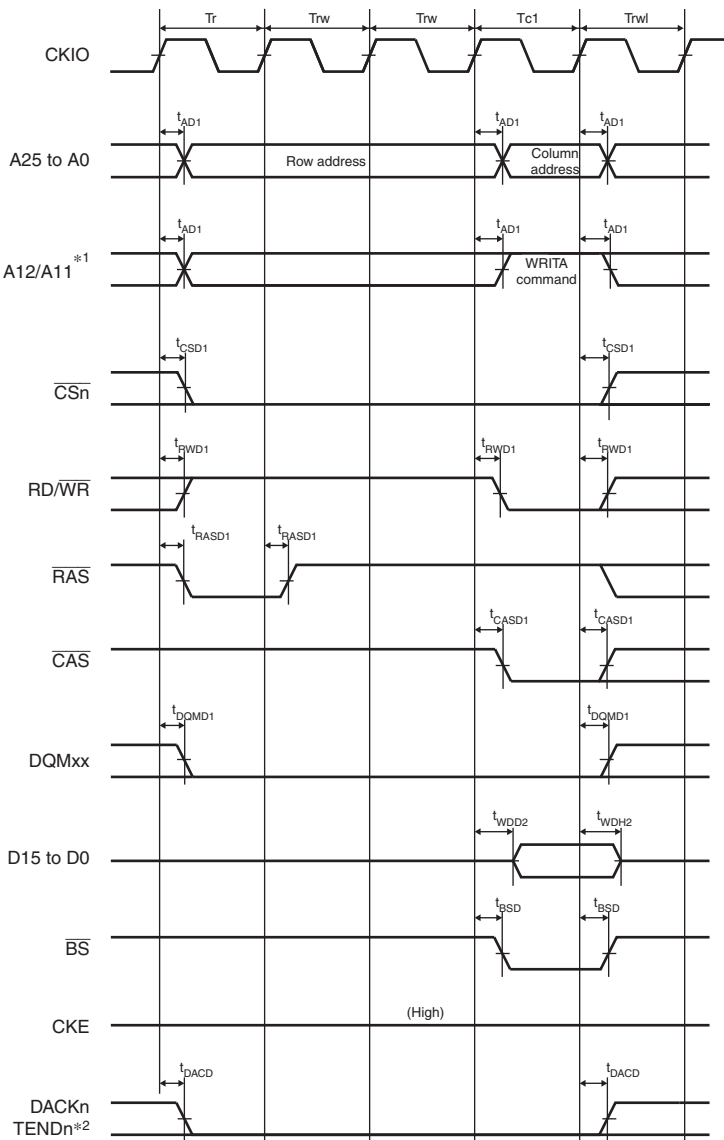 Tr Trw Trw Tc1 Trwl
CKIO
tAD1 tAD1 tAD1
A25 to A0 Row address Column address
tAD1 tAD1 tAD1
A12/A11*1 WRITA command
tCSD1 tCSD1
CSn
tRWD1 tRWD1 tRWD1
RD/WR
tRASD1 tRASD1
RAS
tCASD1 tCASD1
CAS
tDQMD1 tDQMD1
DQMxx
tWDD2 tWDH2
D15 to D0
tBSD tBSD
BS
(High)
CKE
tDACD tDACD
DACKn
TENDn*2